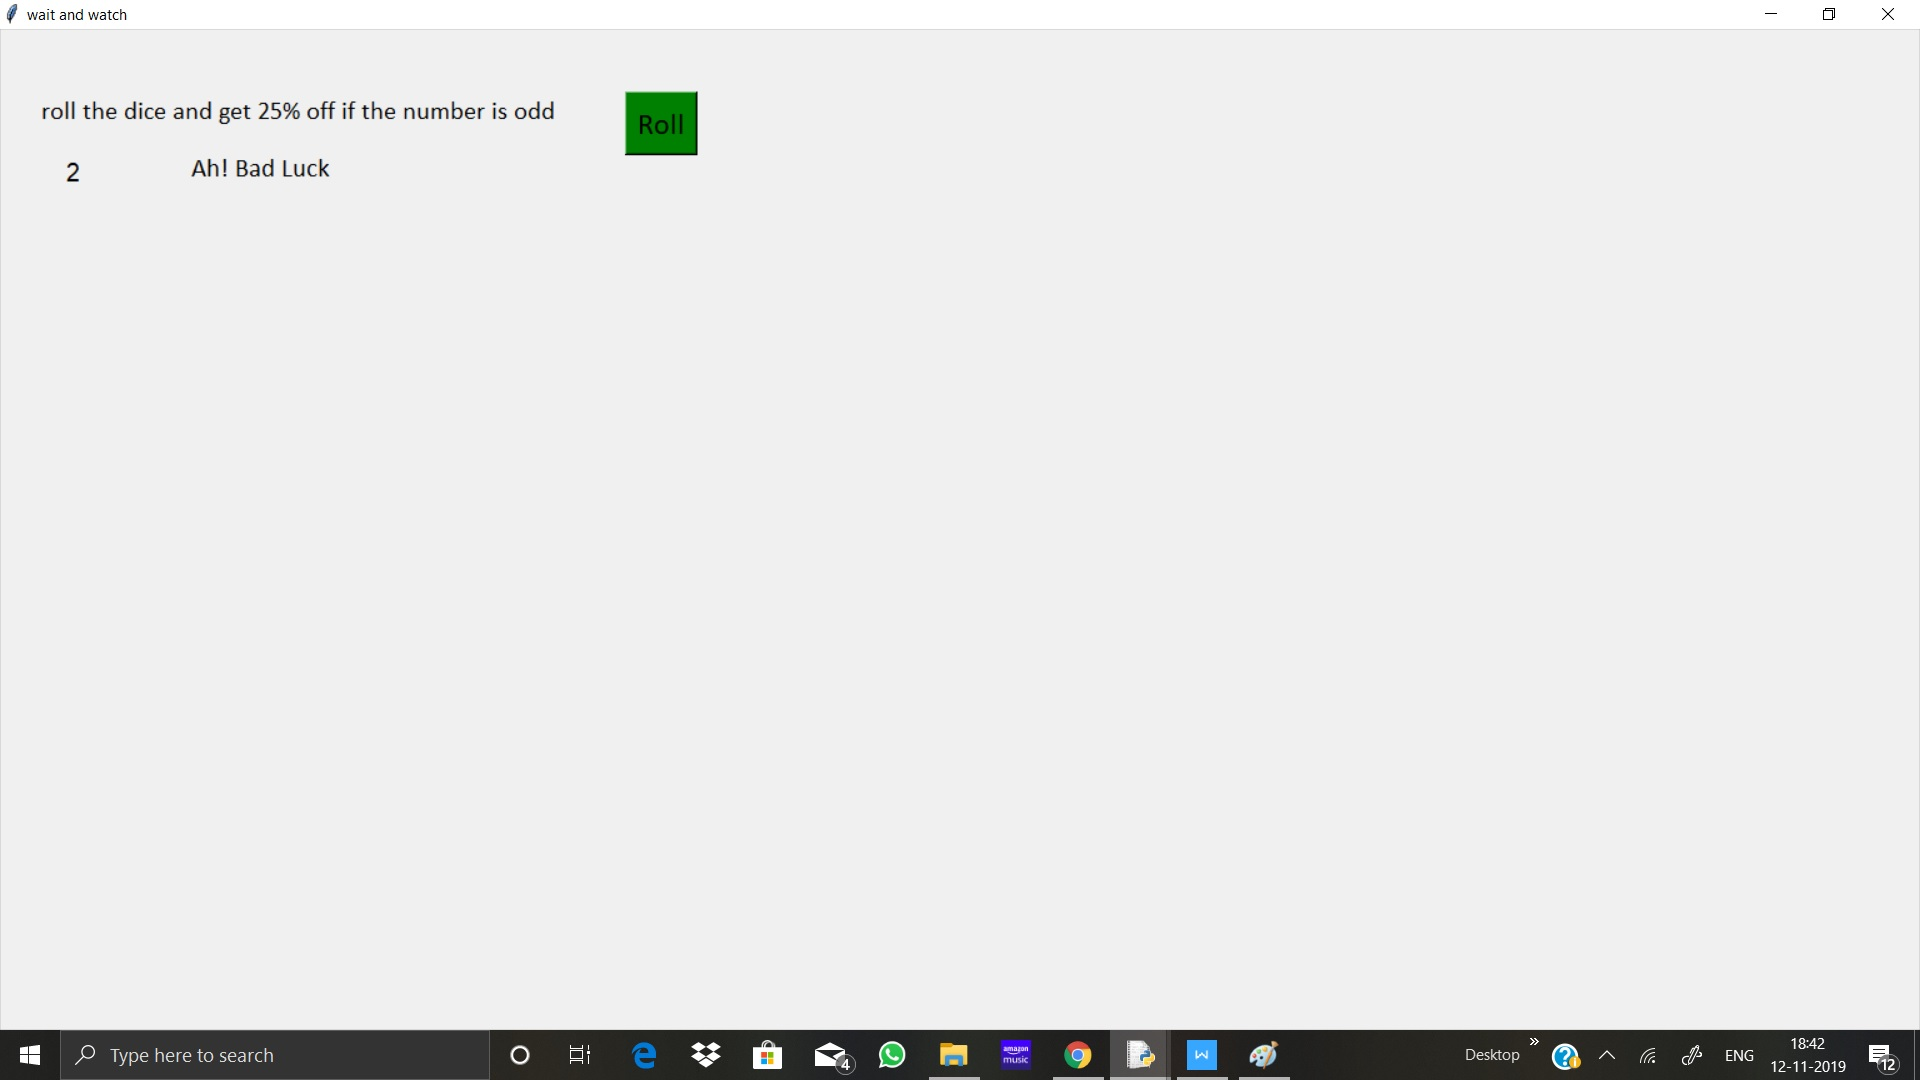 wait and watch
roll the dice and get 25% off if the number is odd
Roll
2
Ah! Bad Luck
Type here to search
4
amazon
music
W
Desktop
»
?
ENG
18:42
12-11-2019
12